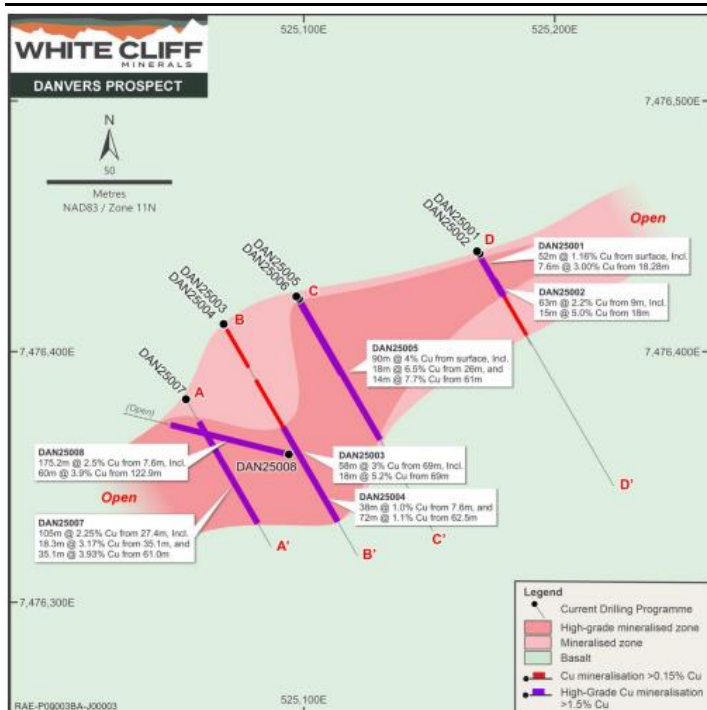 WHITE CLIFF
MINERALS
DANVERS PROSPECT
525,100
525,200
7,476,500E
N
50
Metres
NAD83 / Zone 11N
Open
DAN25001
DAN25002
D
DAN25001
52m @ 1.16% Cu from surface, Incl.
7.6m @ 3.00% Cu from 18.28m
DAN25002
63m @ 2.2% Cu from 9m, Incl.
15m @ 5.0% Cu from 18m
DAN25005
DAN25006
C
DAN25003
DAN25004
B
7,476,400E
7,476,400E
DAN25005
90m @ 4% Cu from surface, Incl.
18m @ 6.5% Cu from 26m, and
14m @ 7.7% Cu from 61m
DAN25007
A
(Open)
DAN25008
175.2m @ 2.5% Cu from 7.6m, Incl.
60m @ 3.9% Cu from 122.9m
DAN25008
DAN25003
58m @ 3% Cu from 69m, Incl.
18m @ 5.2% Cu from 69m
D'
Open
DAN25004
38m @ 1.0% Cu from 7.6m, and
72m @ 1.1% Cu from 62.5m
DAN25007
105m @ 2.25% Cu from 27.4m, Incl.
18.3m @ 3.17% Cu from 35.1m, and
35.1m @ 3.93% Cu from 61.0m
A'
B'
C'
7,476,300E
Legend
Current Drilling Programme
High-grade mineralised zone
Mineralised zone
Basalt
Cu mineralisation >0.15% Cu
High-Grade Cu mineralisation
>1.5% Cu
RAE-P00003BA-J00003
525,100